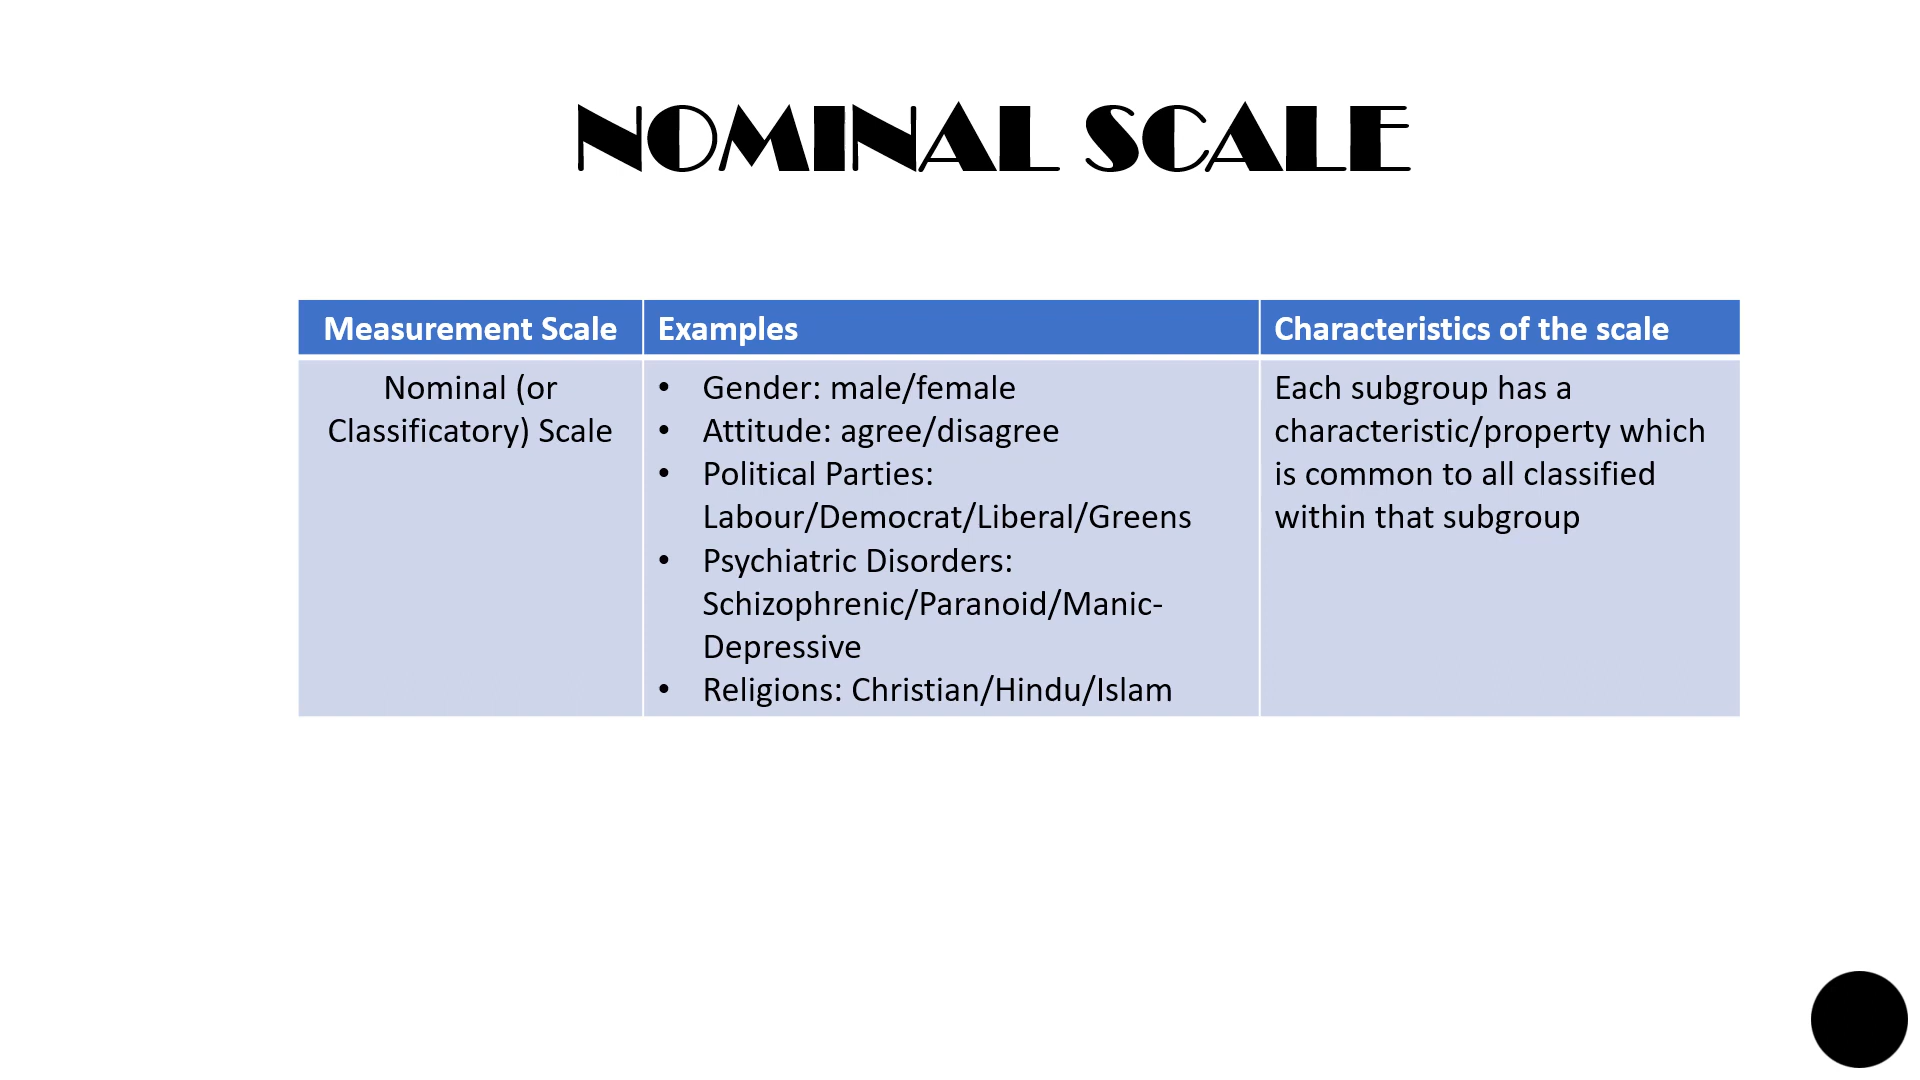 NOMINAL SCALE
Measurement Scale
Examples
Characteristics of the scale
Nominal (or
Classificatory) Scale
• Gender: male/female
• Attitude: agree/disagree
• Political Parties:
Labour/Democrat/Liberal/Greens
• Psychiatric Disorders:
Schizophrenic/Paranoid/Manic-
Depressive
• Religions: Christian/Hindu/Islam
Each subgroup has a
characteristic/property which
is common to all classified
within that subgroup